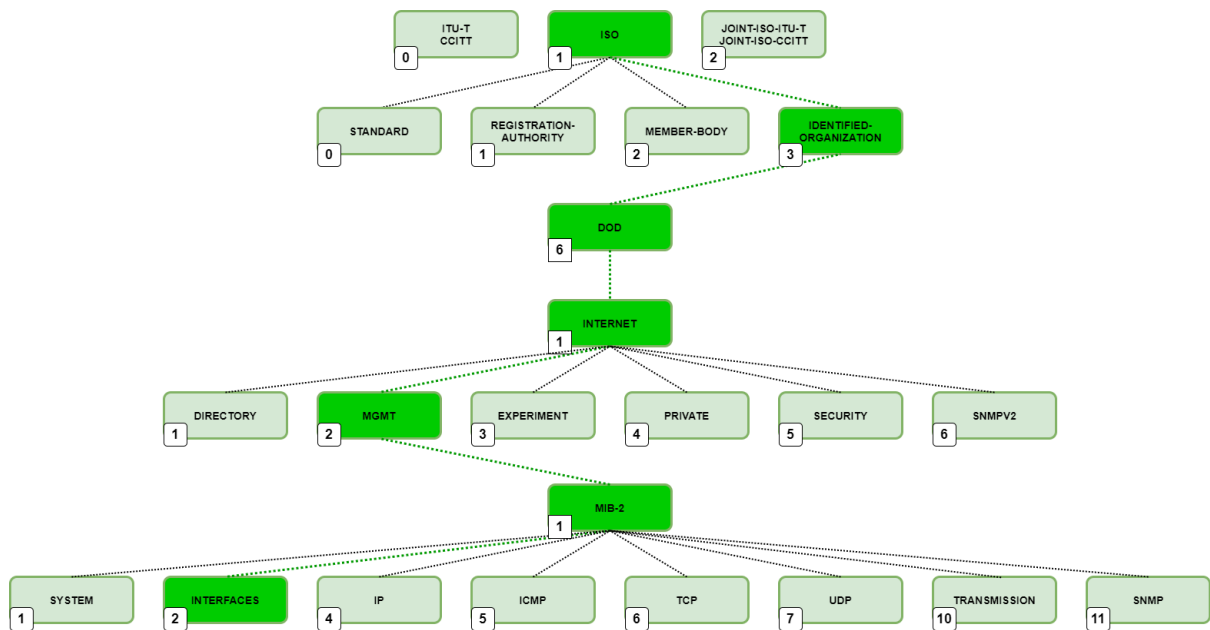 ITU-T
CCITT
0
ISO
1
JOINT-ISO-ITU-T
JOINT-ISO-CCITT
2
STANDARD
0
REGISTRATION-
AUTHORITY
1
MEMBER-BODY
2
IDENTIFIED-
ORGANIZATION
3
DOD
6
INTERNET
1
DIRECTORY
1
MGMT
2
EXPERIMENT
3
PRIVATE
4
SECURITY
5
SNMPV2
6
MIB-2
1
SYSTEM
1
INTERFACES
2
IP
4
ICMP
5
TCP
6
UDP
7
TRANSMISSION
10
SNMP
11